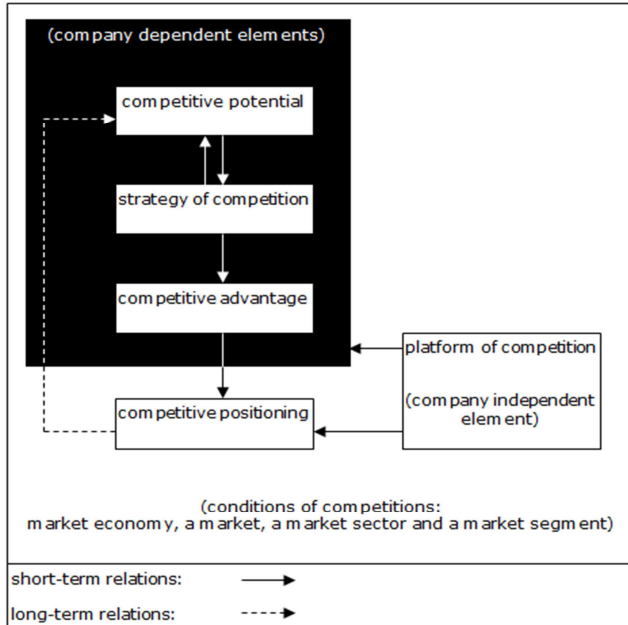 (company dependent elements)
competitive potential
strategy of competition
competitive advantage
platform of competition
(company independent
element)
competitive positioning
(conditions of competitions:
market economy, a market, a market sector and a market segment)
short-term relations:
long-term relations: